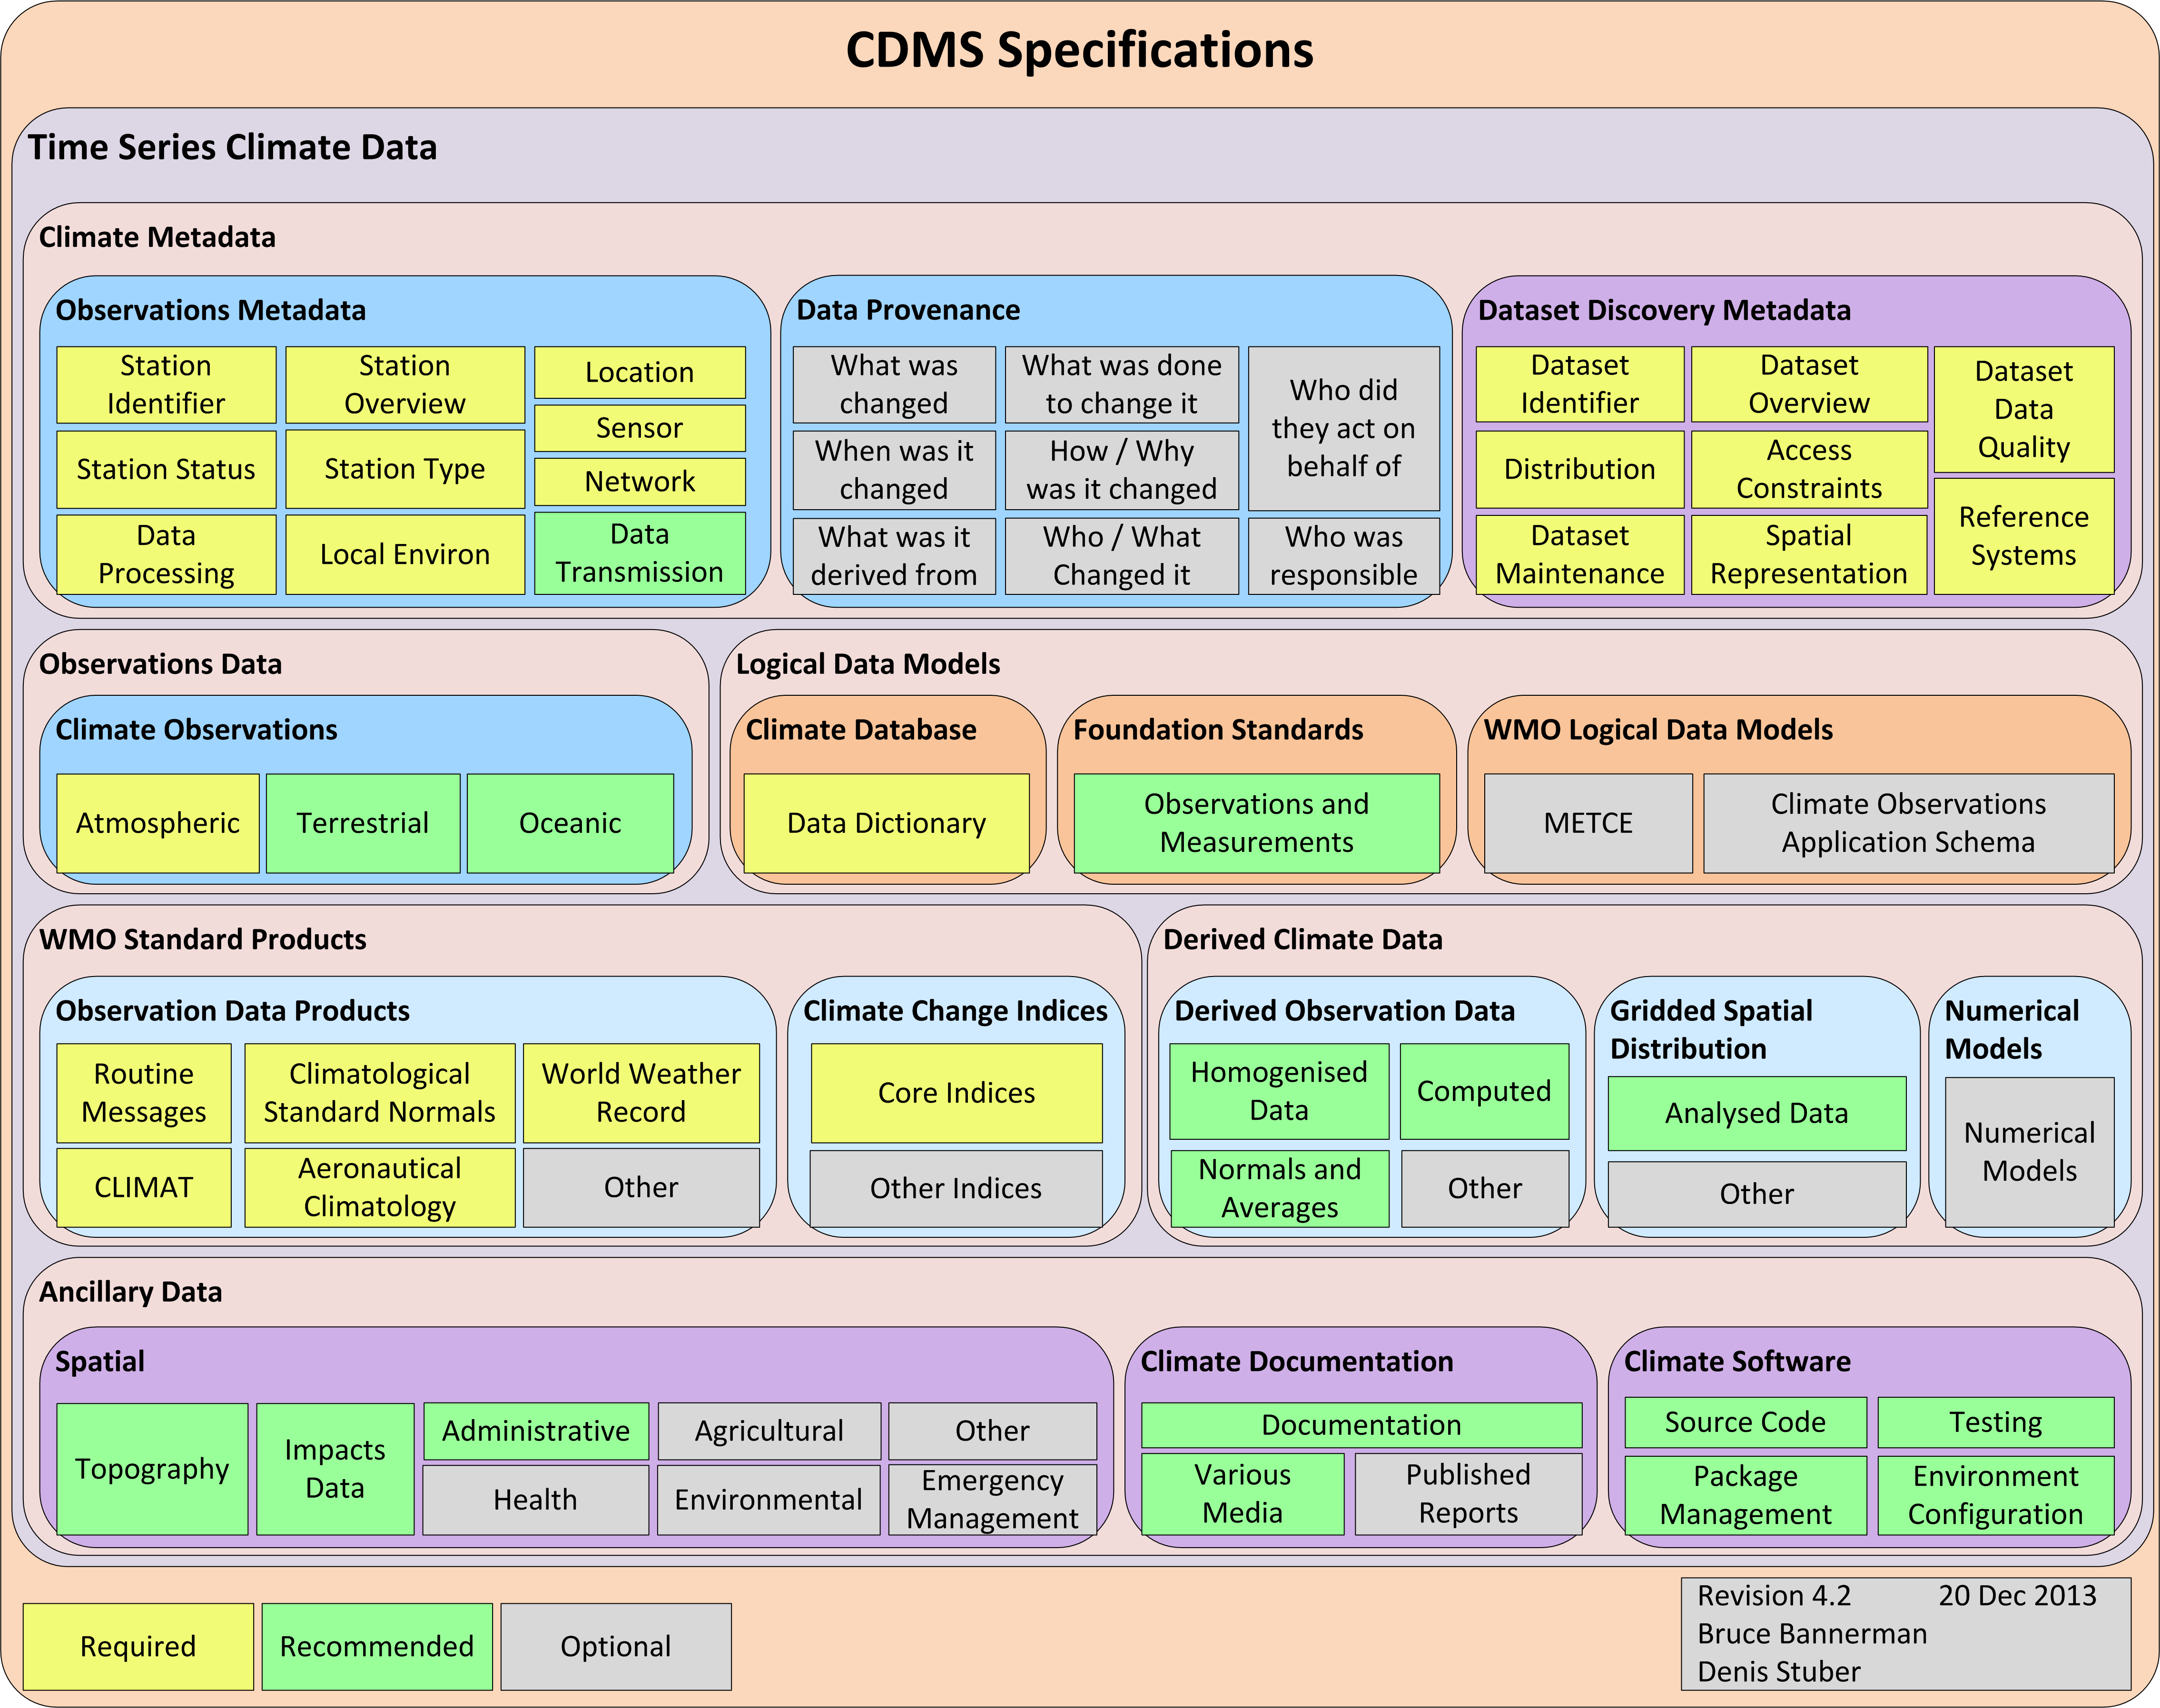 CDMS Specifications
Time Series Climate Data
Climate Metadata
Observations Metadata
Station
Identifier
Station
Overview
Location
Sensor
Station Status
Station Type
Network
Data
Processing
Local Environ
Data
Transmission
Data Provenance
What was
changed
What was done
to change it
Who did
they act on
behalf of
When was it
changed
How / Why
was it changed
What was it
derived from
Who / What
Changed it
Who was
responsible
Dataset Discovery Metadata
Dataset
Identifier
Dataset
Overview
Dataset
Data
Quality
Distribution
Access
Constraints
Reference
Systems
Dataset
Maintenance
Spatial
Representation
Observations Data
Climate Observations
Atmospheric
Terrestrial
Oceanic
Logical Data Models
Climate Database
Data Dictionary
Foundation Standards
Observations and
Measurements
WMO Logical Data Models
METCE
Climate Observations
Application Schema
WMO Standard Products
Observation Data Products
Routine
Messages
Climatological
Standard Normals
World Weather
Record
CLIMAT
Aeronautical
Climatology
Other
Climate Change Indices
Core Indices
Other Indices
Derived Climate Data
Derived Observation Data
Homogenised
Data
Computed
Normals and
Averages
Other
Gridded Spatial
Distribution
Analysed Data
Other
Numerical
Models
Numerical
Models
Ancillary Data
Spatial
Topography
Impacts
Data
Administrative
Agricultural
Other
Health
Environmental
Emergency
Management
Climate Documentation
Documentation
Various
Media
Published
Reports
Climate Software
Source Code
Testing
Package
Management
Environment
Configuration
Required
Recommended
Optional
Revision 4.2 20 Dec 2013
Bruce Bannerman
Denis Stuber